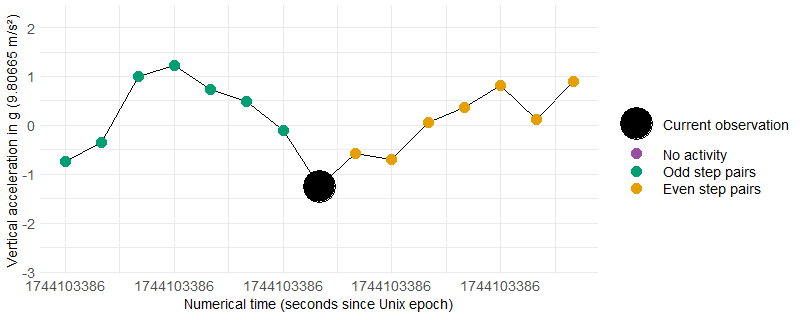 Vertical acceleration in g (9.80665 m/s²)
2
1
0
-1
-2
-3
1744103386 1744103386 1744103386 1744103386 1744103386
Numerical time (seconds since Unix epoch)
Current observation
No activity
Odd step pairs
Even step pairs